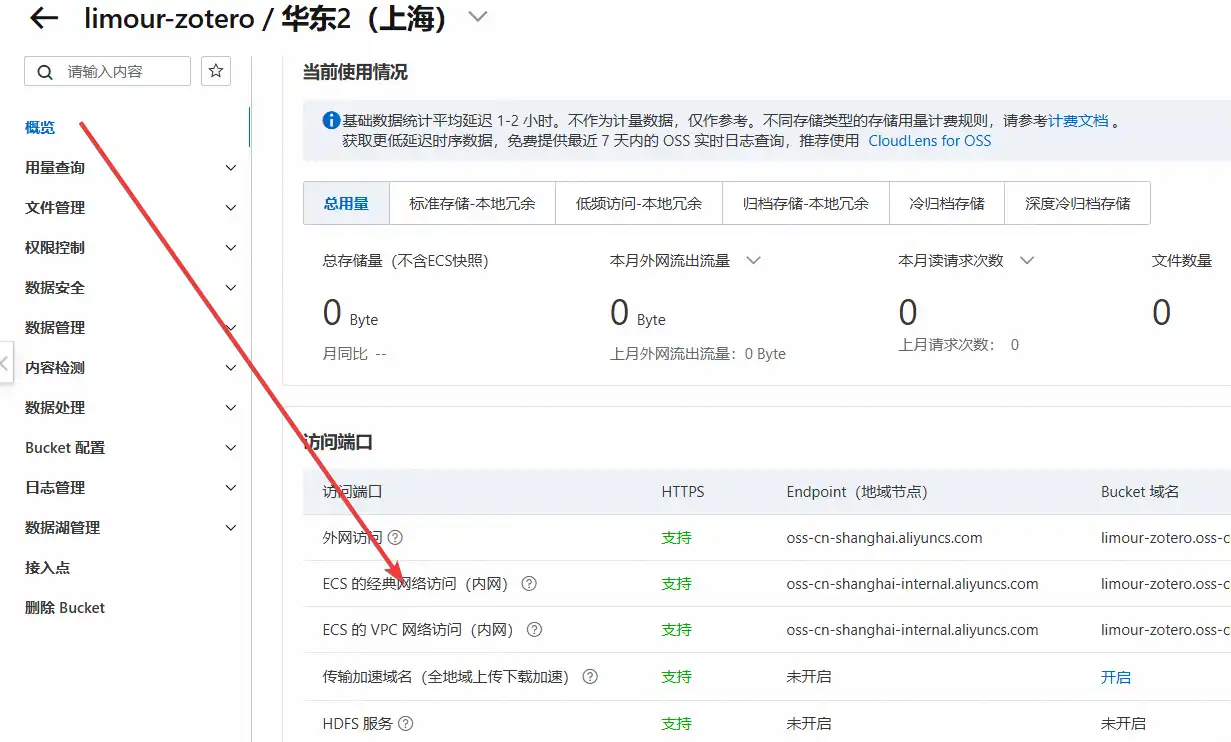 limour-zotero / 华东2（上海）
请输入内容
概览
用量查询
文件管理
权限控制
数据安全
数据管理
内容检测
数据处理
Bucket 配置
日志管理
数据湖管理
接入点
删除 Bucket
当前使用情况
基础数据统计平均延迟 1-2 小时。不作为计量数据，仅作参考。不同存储类型的存储用量计费规则，请参考计费文档 。
获取更低延迟时序数据，免费提供最近 7 天内的 OSS 实时日志查询，推荐使用 CloudLens for OSS
总用量 标准存储-本地冗余 低频访问-本地冗余 归档存储-本地冗余 冷归档存储 深度冷归档存储
总存储量（不含ECS快照） 本月外网流出流量 本月读请求次数 文件数量
0 Byte 0 Byte 0 0
月同比 -- 上月外网流出流量：0 Byte 上月请求次数： 0
访问端口
访问端口 HTTPS Endpoint（地域节点） Bucket 域名
外网访问 支持 oss-cn-shanghai.aliyuncs.com limour-zotero.oss-c
ECS 的经典网络访问（内网） 支持 oss-cn-shanghai-internal.aliyuncs.com limour-zotero.oss-c
ECS 的 VPC 网络访问（内网） 支持 oss-cn-shanghai-internal.aliyuncs.com limour-zotero.oss-c
传输加速域名（全地域上传下载加速） 支持 未开启 开启
HDFS 服务 支持 未开启 未开启